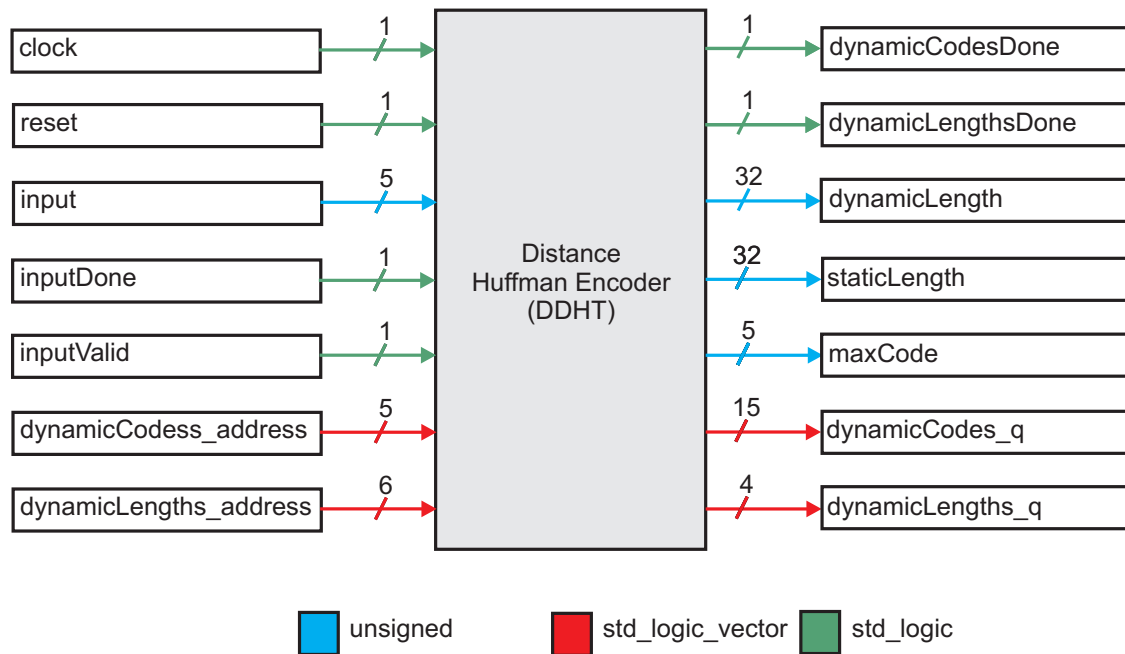 clock
1
reset
1
input
5
inputDone
1
inputValid
1
dynamicCodess_address
5
dynamicLengths_address
6
Distance
Huffman Encoder
(DDHT)
1
dynamicCodesDone
1
dynamicLengthsDone
32
dynamicLength
32
staticLength
5
maxCode
15
dynamicCodes_q
4
dynamicLengths_q
unsigned
std_logic_vector
std_logic